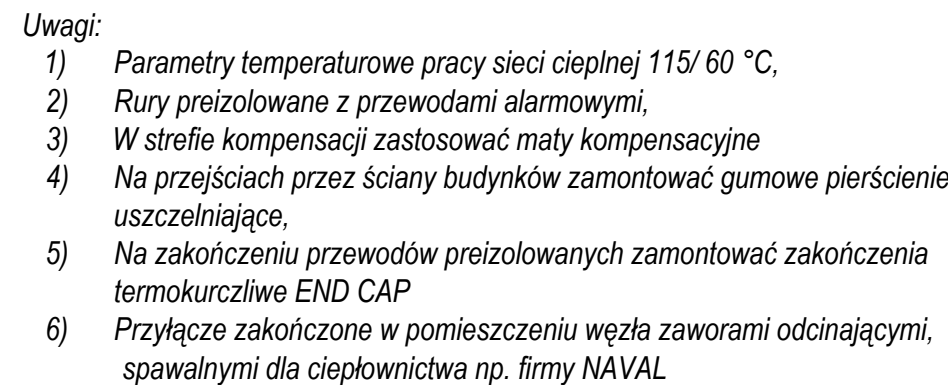 Uwagi:
1) Parametry temperaturowe pracy sieci cieplnej 115/ 60 °C,
2) Rury preizolowane z przewodami alarmowymi,
3) W strefie kompensacji zastosować maty kompensacyjne
4) Na przejściach przez ściany budynków zamontować gumowe pierścienie
uszczelniające,
5) Na zakończeniu przewodów preizolowanych zamontować zakończenia
termokurczliwe END CAP
6) Przyłącze zakończone w pomieszczeniu węzła zaworami odcinającymi,
spawalnymi dla ciepłownictwa np. firmy NAVAL